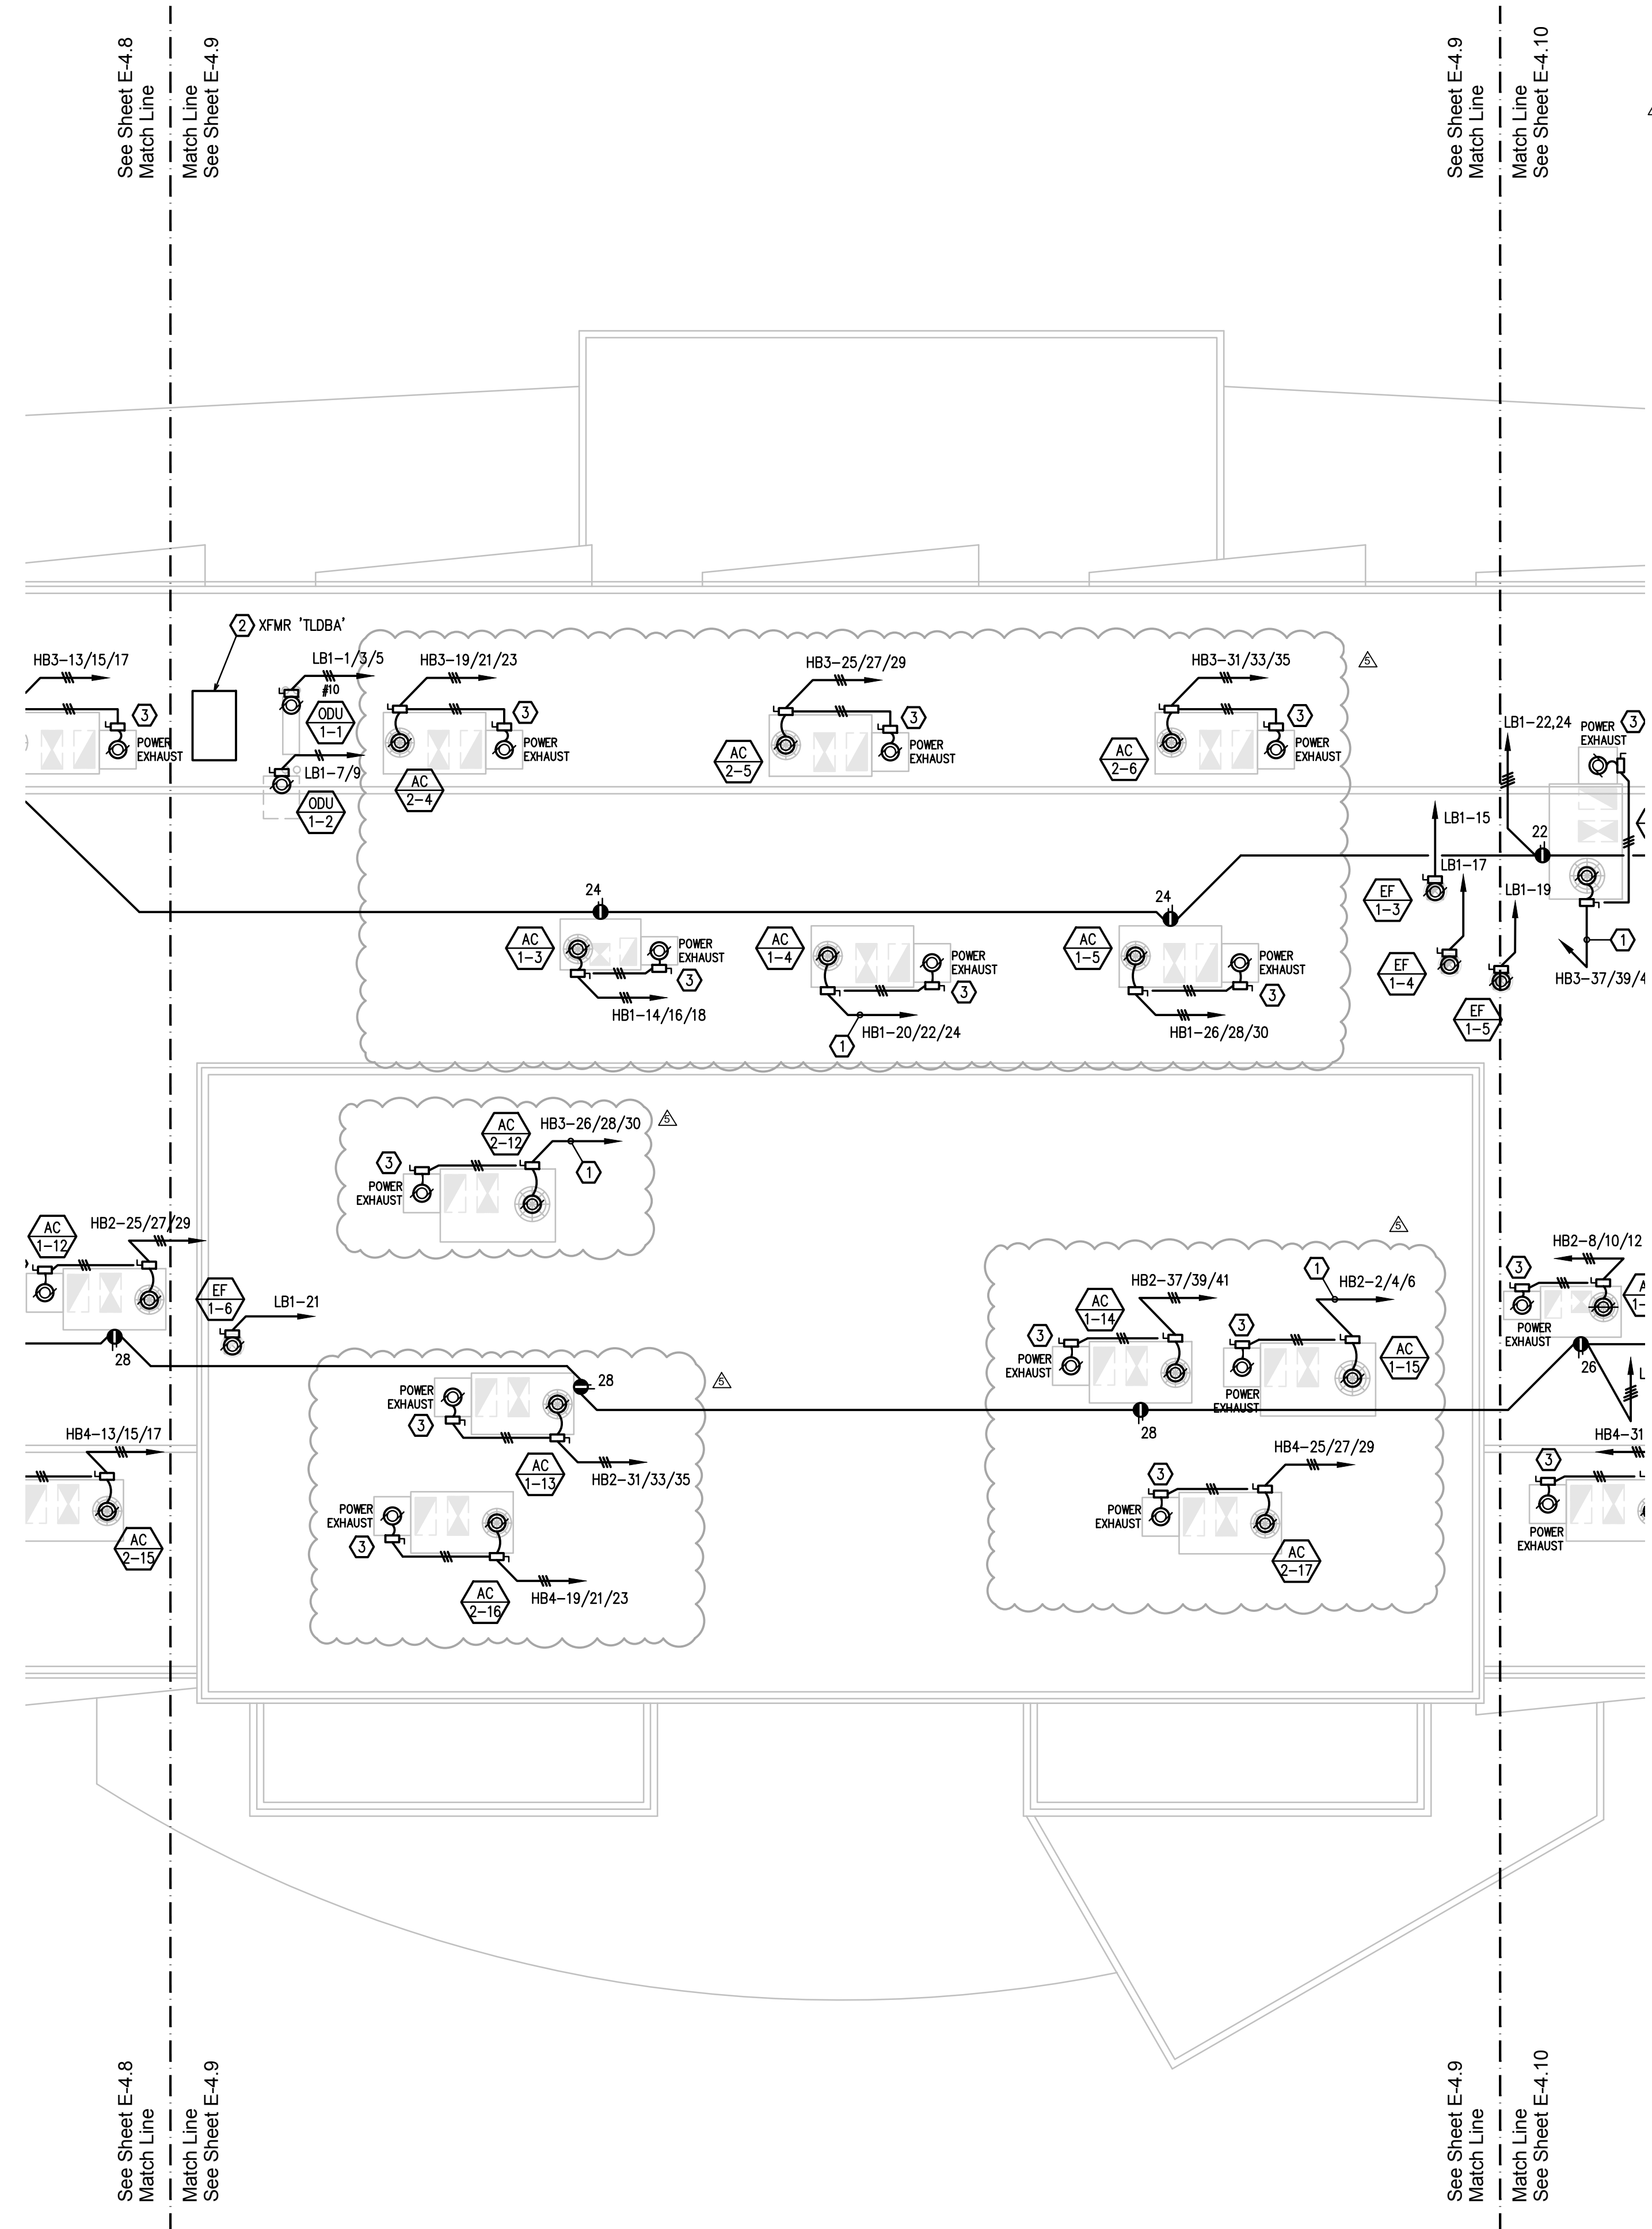 See Sheet E-4.8
Match Line
Match Line
See Sheet E-4.9
See Sheet E-4.9
Match Line
Match Line
See Sheet E-4.10
2 XFMR 'TLDBA'
HB3-13/15/17
3
POWER
EXHAUST
LB1-1/3/5
#10
ODU
1-1
LB1-7/9
ODU
1-2
HB3-19/21/23
3
POWER
EXHAUST
AC
2-4
HB3-25/27/29
3
POWER
EXHAUST
AC
2-5
HB3-31/33/35
3
POWER
EXHAUST
AC
2-6
5
LB1-22,24
POWER
EXHAUST
3
22
LB1-15
LB1-17
LB1-19
EF
1-3
EF
1-4
EF
1-5
1
HB3-37/39/4
24
AC
1-3
POWER
EXHAUST
3
HB1-14/16/18
AC
1-4
POWER
EXHAUST
3
HB1-20/22/24
1
24
AC
1-5
POWER
EXHAUST
3
HB1-26/28/30
AC
2-12
HB3-26/28/30
5
3
1
POWER
EXHAUST
AC
1-12
HB2-25/27/29
28
EF
1-6
LB1-21
5
1
HB2-37/39/41
HB2-2/4/6
AC
1-14
3
POWER
EXHAUST
3
POWER
EXHAUST
AC
1-15
28
HB2-8/10/12
3
POWER
EXHAUST
26
POWER
EXHAUST
3
28
5
AC
1-13
HB2-31/33/35
HB4-13/15/17
AC
2-15
POWER
EXHAUST
3
AC
2-16
HB4-19/21/23
HB4-25/27/29
3
POWER
EXHAUST
AC
2-17
HB4-31
3
POWER
EXHAUST
See Sheet E-4.8
Match Line
Match Line
See Sheet E-4.9
See Sheet E-4.9
Match Line
Match Line
See Sheet E-4.10